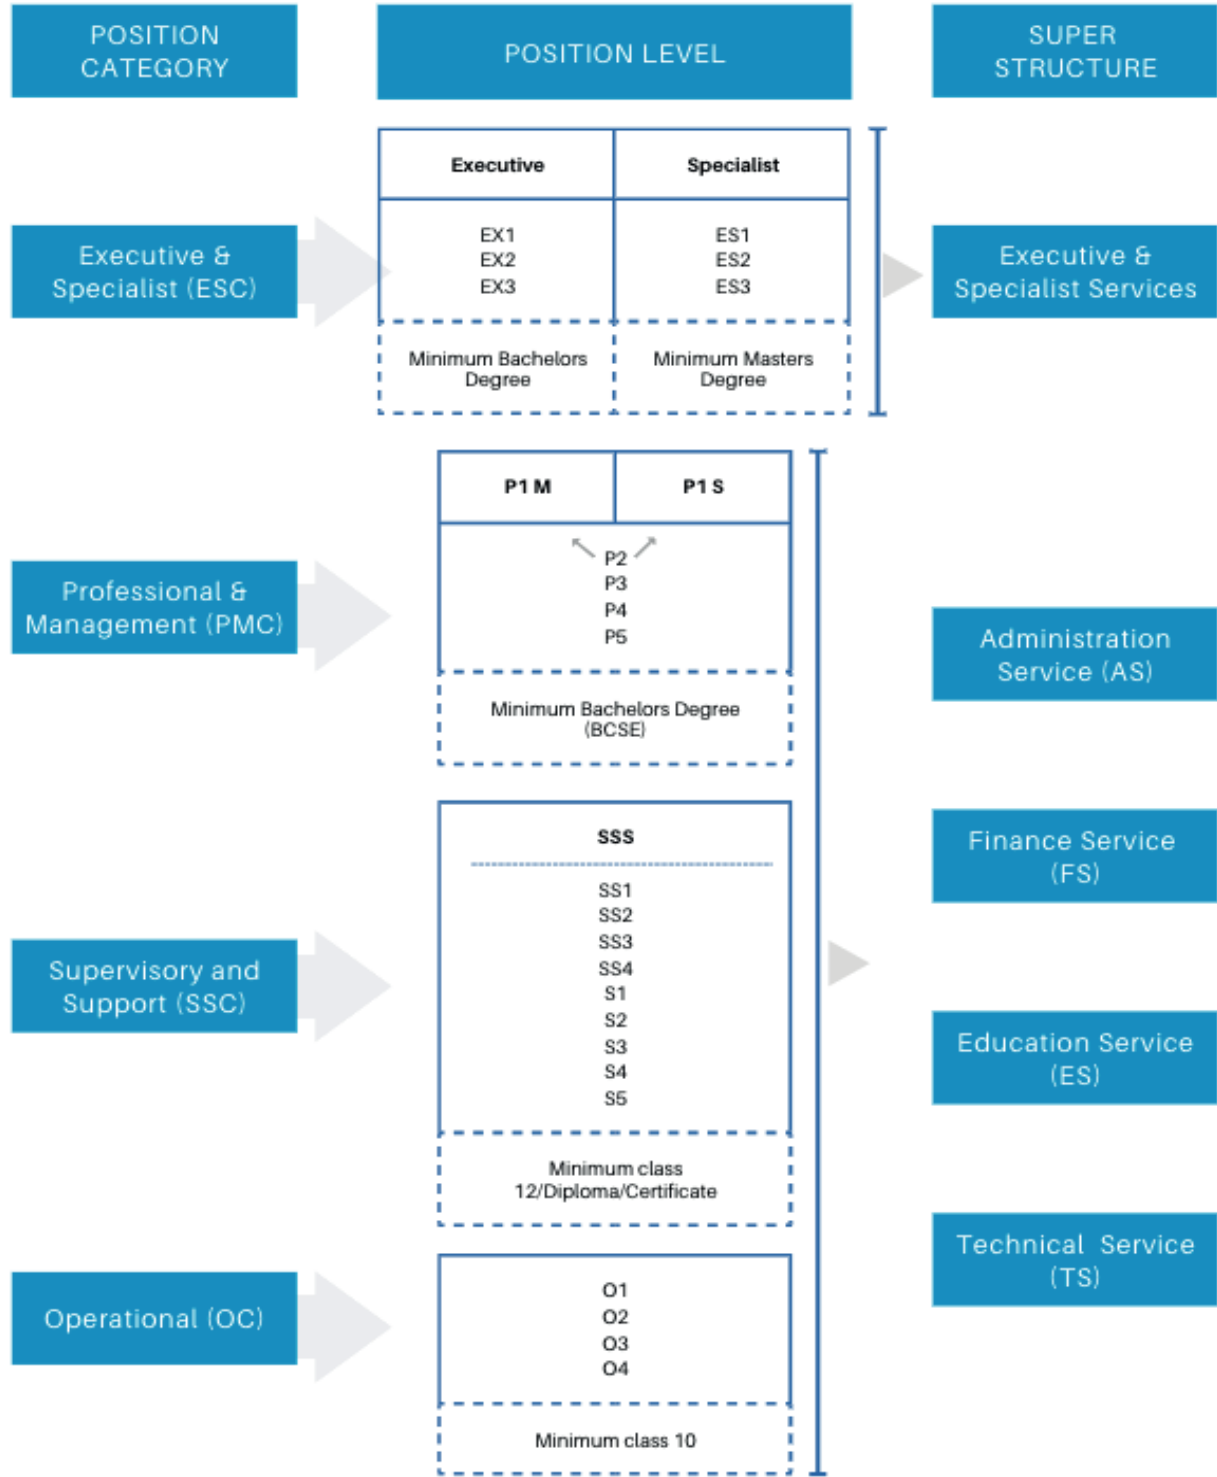 POSITION
CATEGORY
POSITION LEVEL
SUPER
STRUCTURE
Executive &
Specialist (ESC)
Executive
Specialist
EX1
EX2
EX3
ES1
ES2
ES3
Minimum Bachelors
Degree
Minimum Masters
Degree
Executive &
Specialist Services
Professional &
Management (PMC)
P1 M
P1 S
P2
P3
P4
P5
Minimum Bachelors Degree
(BCSE)
Supervisory and
Support (SSC)
SSS
SS1
SS2
SS3
SS4
S1
S2
S3
S4
S5
Minimum class
12/Diploma/Certificate
Operational (OC)
O1
O2
O3
O4
Minimum class 10
Administration
Service (AS)
Finance Service
(FS)
Education Service
(ES)
Technical Service
(TS)